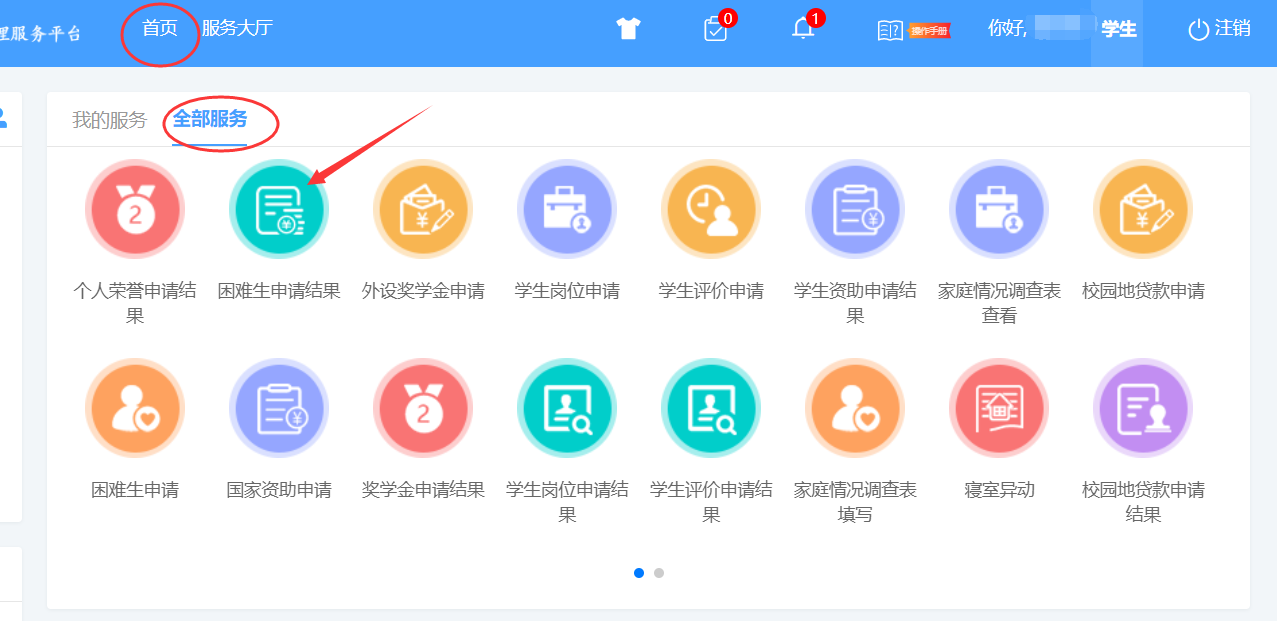 理服务平台
首页 服务大厅 0 1 操作手册 你好, 学生 注销
我的服务 全部服务
2 ¥ ¥ ¥ ¥
个人荣誉申请结果
困难生申请结果
外设奖学金申请
学生岗位申请
学生评价申请
学生资助申请结果
家庭情况调查表查看
校园地贷款申请
¥ 2
困难生申请
国家资助申请
奖学金申请结果
学生岗位申请结果
学生评价申请结果
家庭情况调查表填写
寝室异动
校园地贷款申请结果